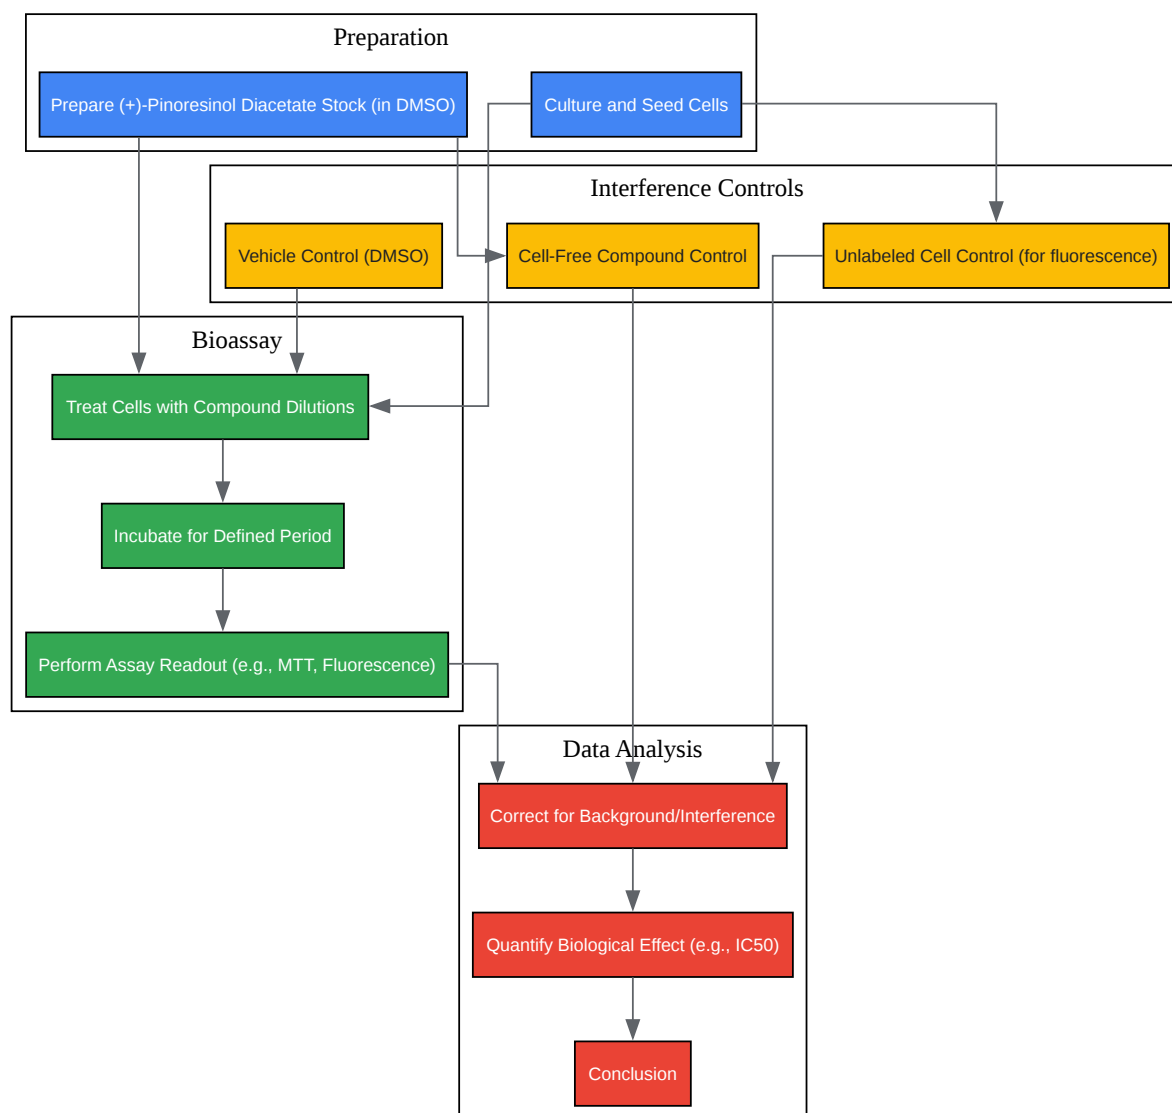 Preparation
Prepare (+)-Pinoresinol Diacetate Stock (in DMSO)
Culture and Seed Cells
Interference Controls
Vehicle Control (DMSO)
Cell-Free Compound Control
Unlabeled Cell Control (for fluorescence)
Bioassay
Treat Cells with Compound Dilutions
Incubate for Defined Period
Perform Assay Readout (e.g., MTT, Fluorescence)
Data Analysis
Correct for Background/Interference
Quantify Biological Effect (e.g., IC50)
Conclusion